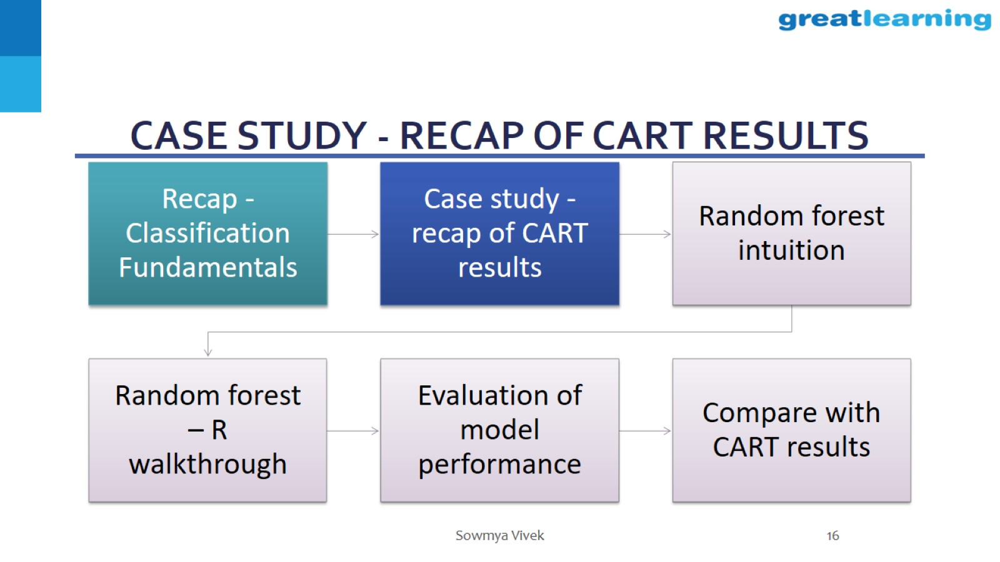 greatlearning
CASE STUDY - RECAP OF CART RESULTS
Recap -
Classification
Fundamentals
Case study -
recap of CART
results
Random forest
intuition
Random forest
– R
walkthrough
Evaluation of
model
performance
Compare with
CART results
Sowmya Vivek
16